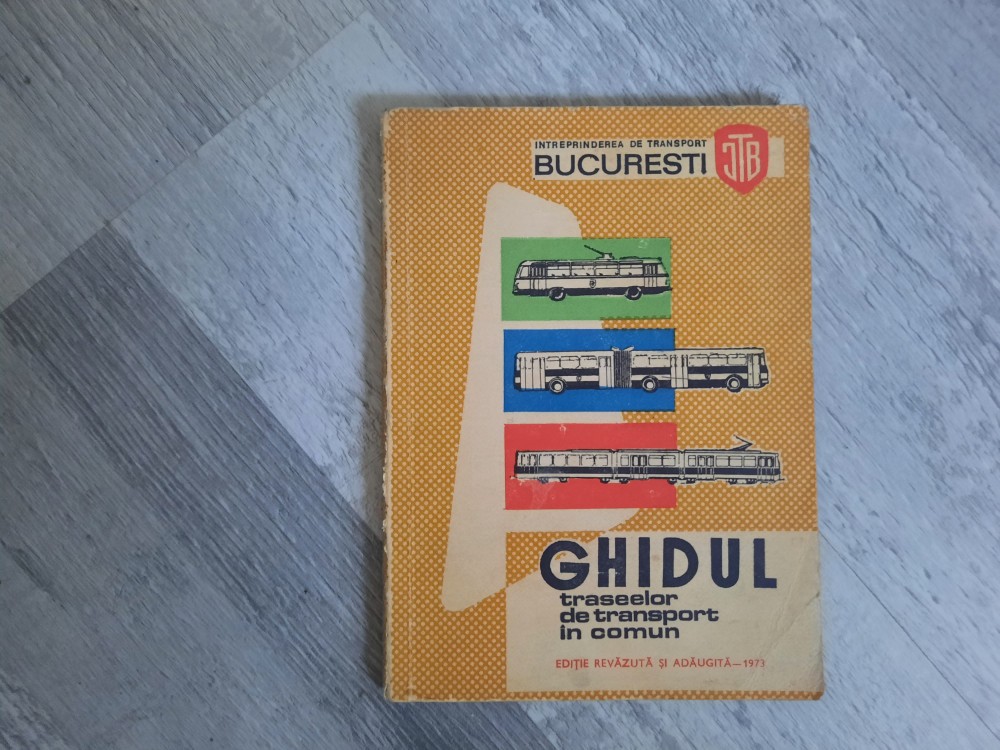 INTREPRINDEREA DE TRANSPORT
BUCURESTI
ITB
GHIDUL
traseelor
de transport
în comun
EDIȚIE REVĂZUTĂ ȘI ADĂUGITĂ—1973